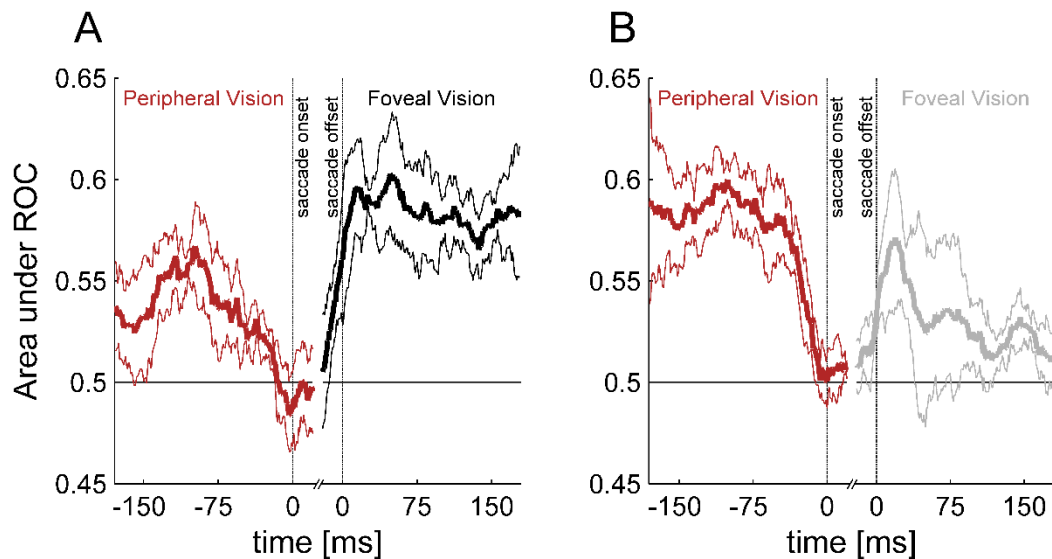 A
0.65
0.6
0.55
0.5
0.45
Area under ROC
Peripheral Vision
saccade onset
saccade offset
Foveal Vision
-150 -75 0 0 75 150
time [ms]
B
0.65
0.6
0.55
0.5
0.45
Peripheral Vision
saccade onset
saccade offset
Foveal Vision
-150 -75 0 0 75 150
time [ms]